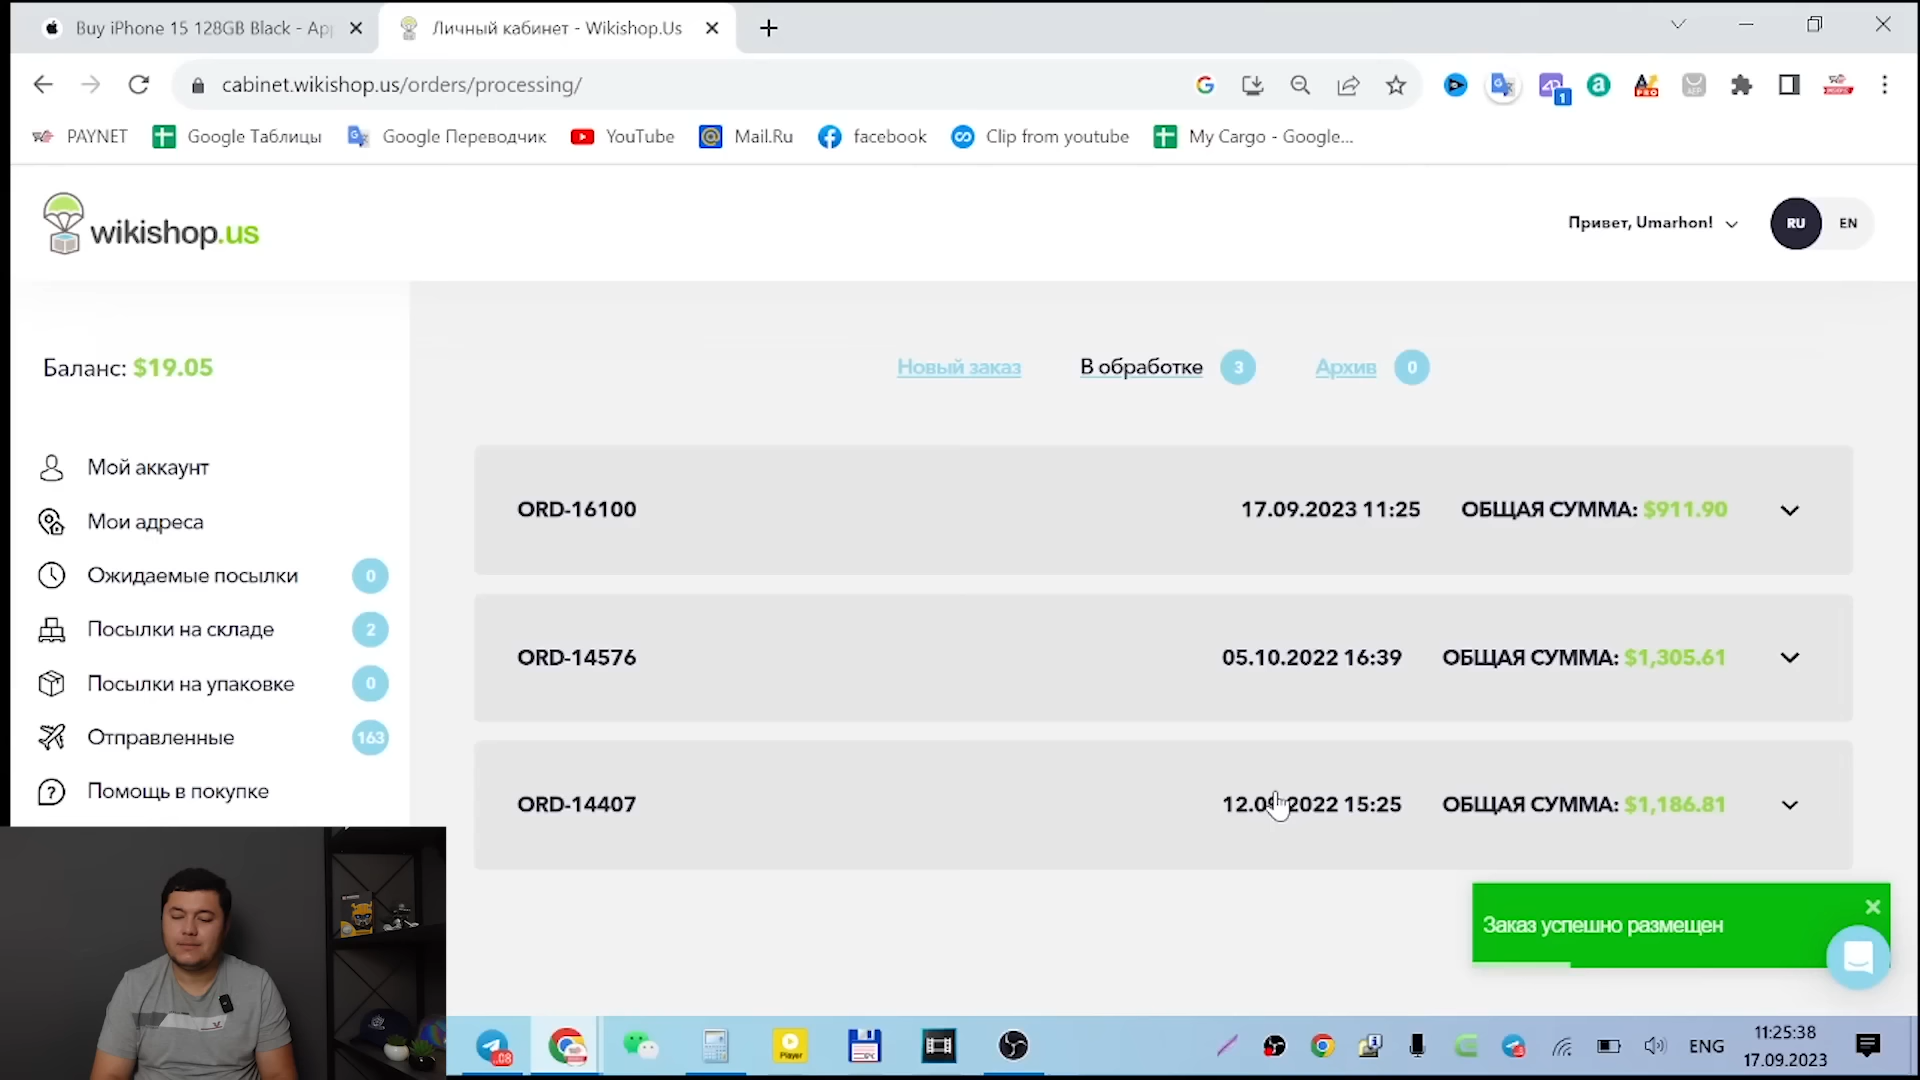 Buy iPhone 15 128GB Black - Ap
Личный кабинет - Wikishop.Us
cabinet.wikishop.us/orders/processing/
1
PAYNET
Google Таблицы
Google Переводчик
YouTube
Mail.Ru
facebook
Clip from youtube
My Cargo - Google...
wikishop.us
Привет, Umarhon!
RU
EN
Баланс: $19.05
Мой аккаунт
Мои адреса
Ожидаемые посылки 0
Посылки на складе 2
Посылки на упаковке 0
Отправленные 163
Помощь в покупке
Новый заказ
В обработке 3
Архив 0
ORD-16100 17.09.2023 11:25 ОБЩАЯ СУММА: $911.90
ORD-14576 05.10.2022 16:39 ОБЩАЯ СУММА: $1,305.61
ORD-14407 12.09.2022 15:25 ОБЩАЯ СУММА: $1,186.81
Заказ успешно размещен
Player
ENG
11:25:38
17.09.2023